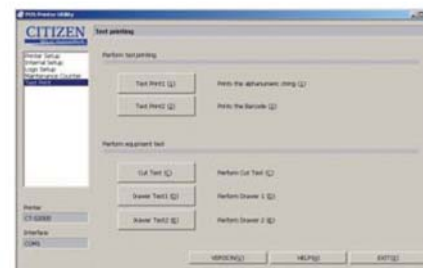 POS Printer Utility
CITIZEN
Test printing
Printer Setup
Internal Setup
Logo Setup
Maintenance Counter
Test Print
Perform test printing
Test Print1 (1)
Prints the alphanumeric string (1)
Test Print2 (2)
Prints the Barcode (2)
Perform equipment test
Cut Test (C)
Perform Cut Test (C)
Drawer Test1 (D)
Perform Drawer 1 (D)
Drawer Test2 (E)
Perform Drawer 2 (E)
Printer
Interface
COM1
VERSION(V)
HELP(H)
EXIT(X)